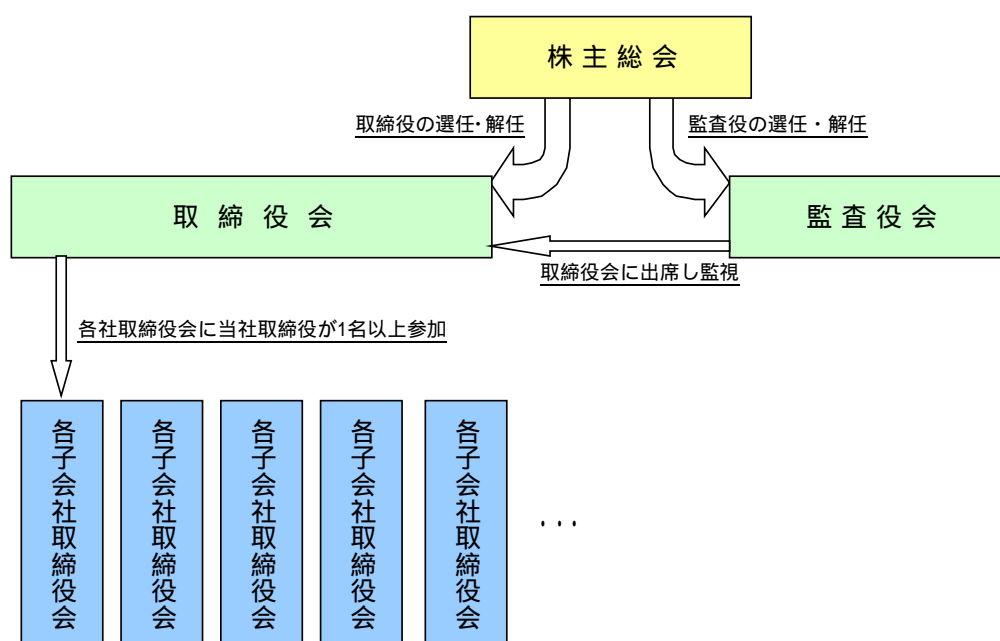 株主総会
取締役の選任・解任
監査役の選任・解任
取締役会
監査役会
取締役会に出席し監視
各社取締役会に当社取締役が1名以上参加
各子会社取締役会
各子会社取締役会
各子会社取締役会
各子会社取締役会
各子会社取締役会
・・・